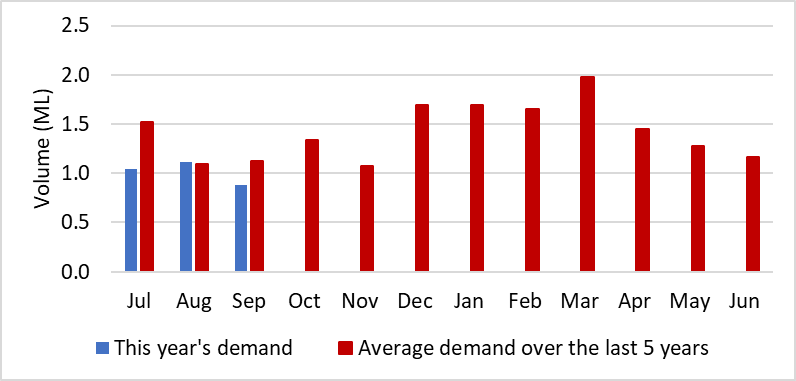 Volume (ML)
2.5
2.0
1.5
1.0
0.5
0.0
Jul Aug Sep Oct Nov Dec Jan Feb Mar Apr May Jun
This year's demand Average demand over the last 5 years